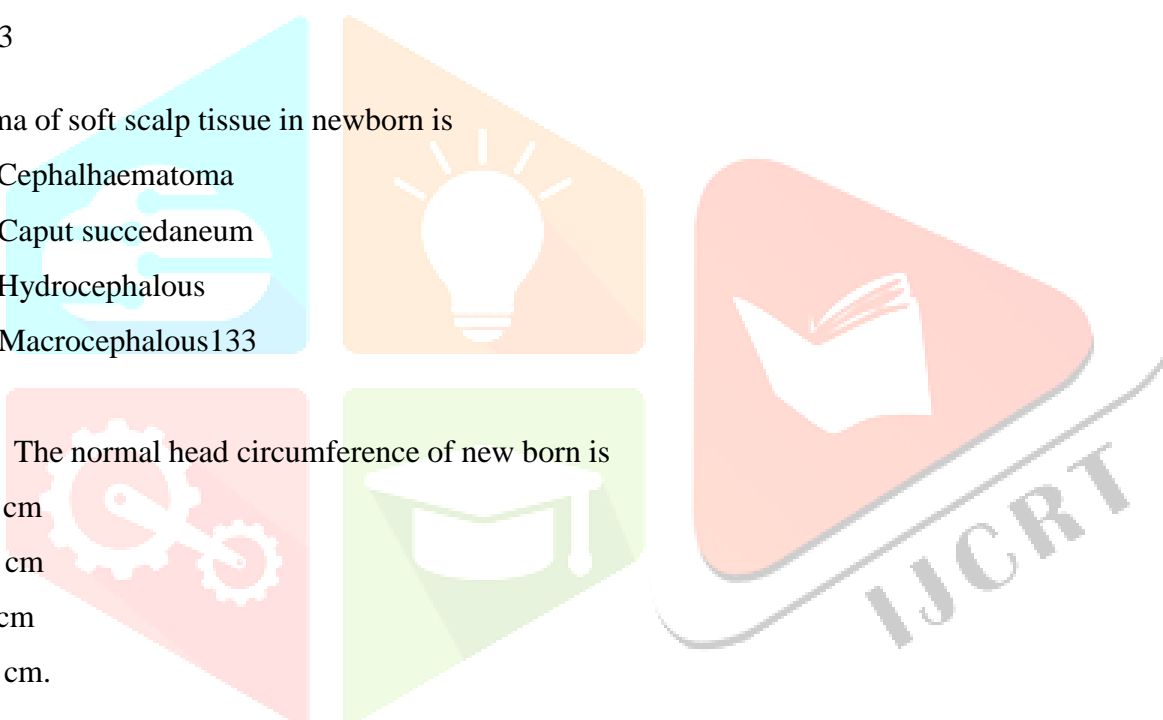 3
ma of soft scalp tissue in newborn is
Cephalhaematoma
Caput succedaneum
Hydrocephalous
Macrocephalous133
The normal head circumference of new born is
cm
cm
cm
cm.
IJCRT